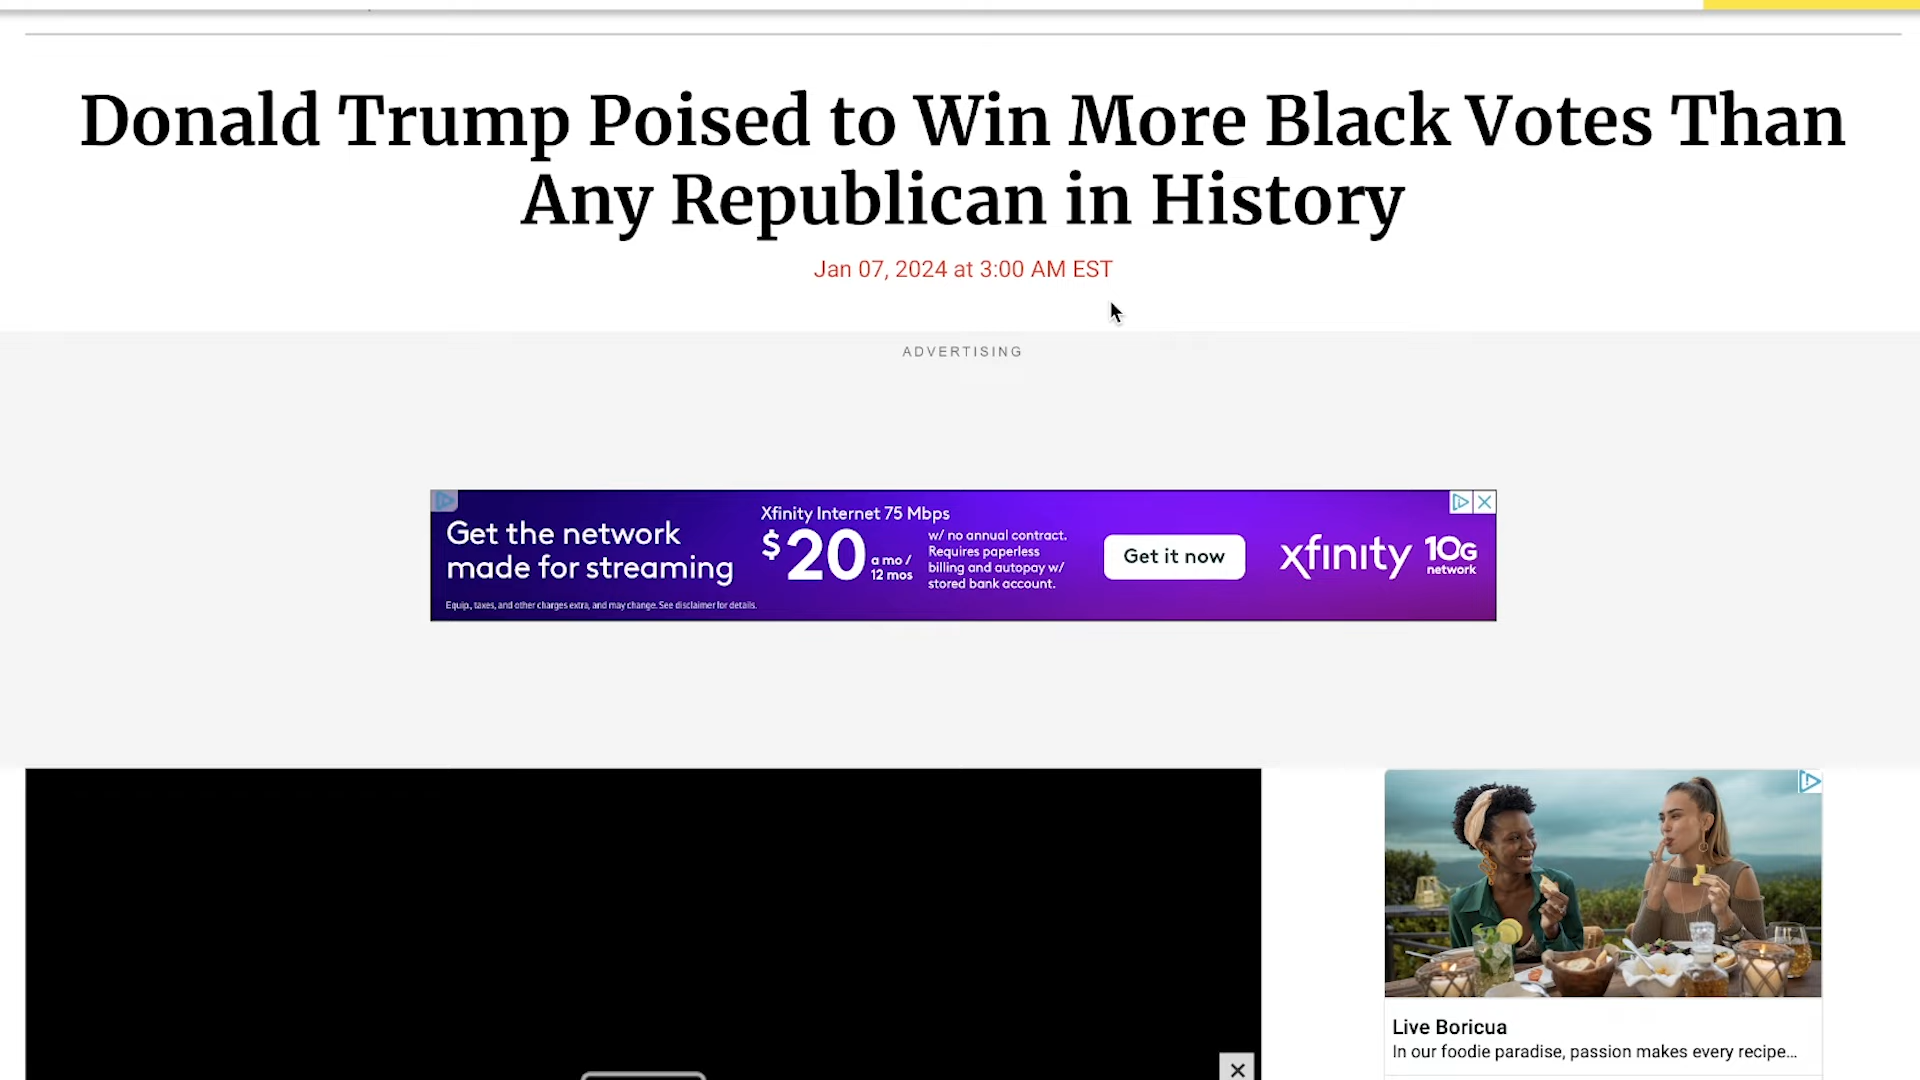 Donald Trump Poised to Win More Black Votes Than
Any Republican in History
Jan 07, 2024 at 3:00 AM EST
ADVERTISING
Get the network
made for streaming
Equip., taxes, and other charges extra, and may change. See disclaimer for details.
Xfinity Internet 75 Mbps
$20 a mo /
12 mos
w/ no annual contract.
Requires paperless
billing and autopay w/
stored bank account.
Get it now
xfinity 10G
network
Live Boricua
In our foodie paradise, passion makes every recipe...